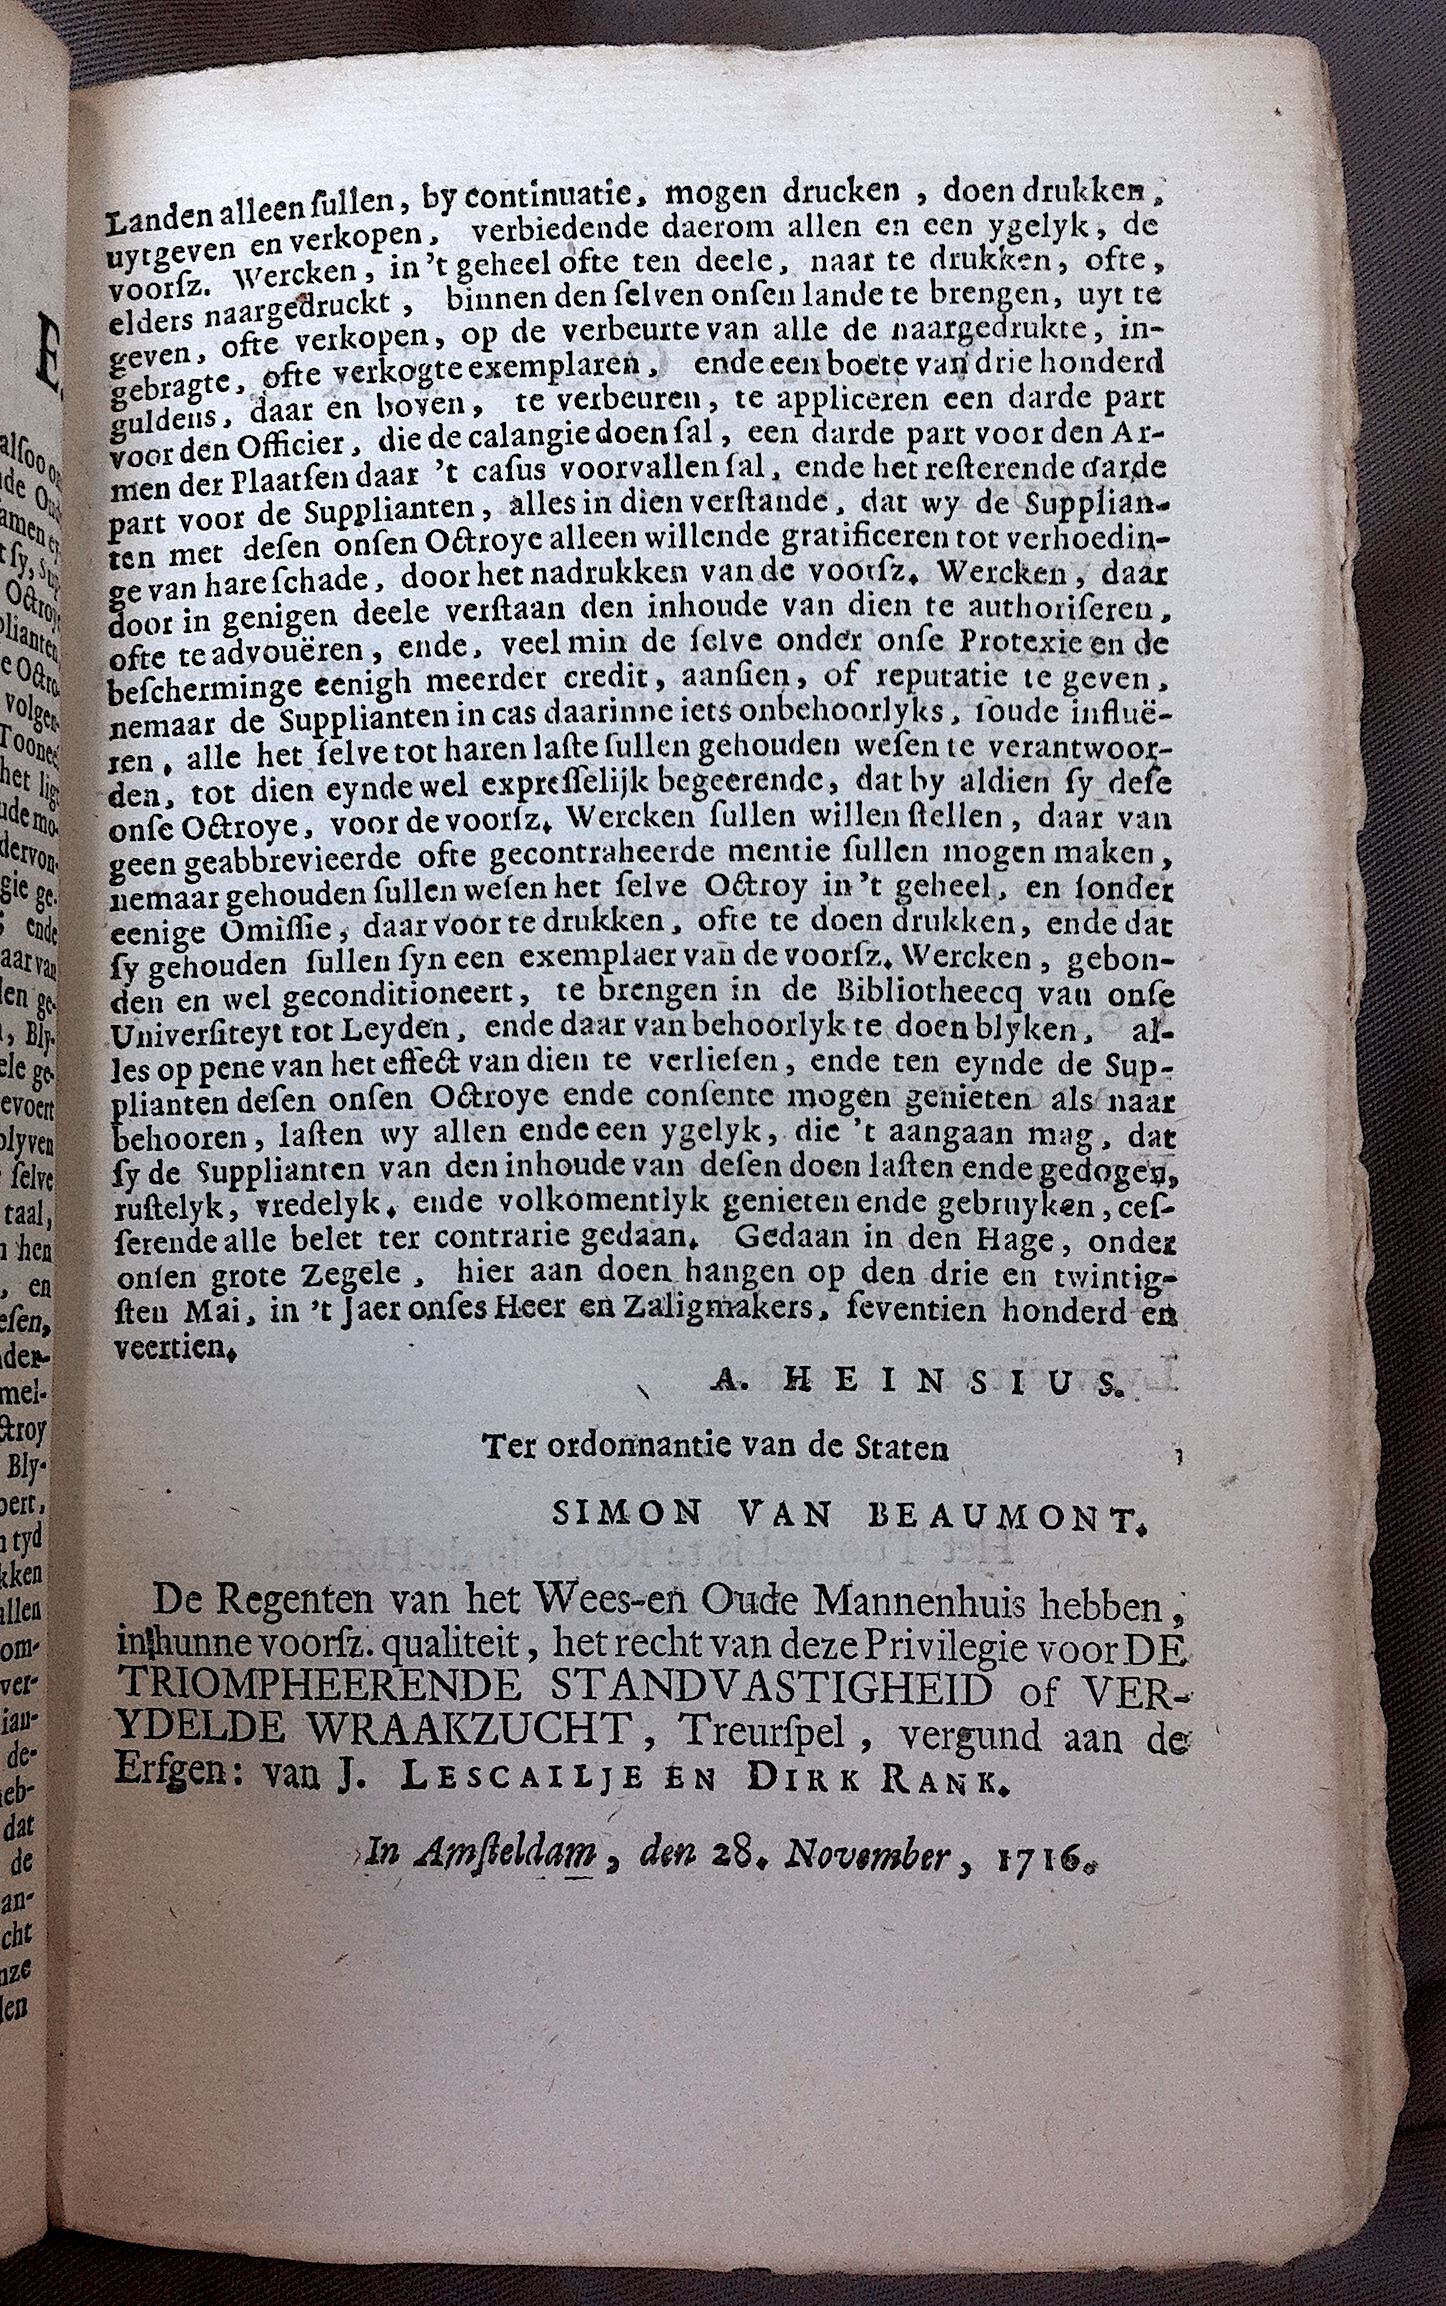 Landen alleen ſullen, by continuatie, mogen drucken, doen drukken,
uytgeven en verkopen, verbiedende daerom allen en een ygelyk, de
voorſz. Wercken, in 't geheel ofte ten deele, naar te drukken, ofte,
elders naargedruckt, binnen den ſelven onſen lande te brengen, uyt te
geven, ofte verkopen, op de verbeurte van alle de naargedrukte, in-
gebragte, ofte verkogte exemplaren, ende een boete van drie honderd
guldens, daar en boven, te verbeuren, te appliceren een darde part
voor den Officier, die de calangie doen ſal, een darde part voor den Ar-
men der Plaatſen daar 't caſus voorvallen ſal, ende het reſterende darde
part voor de Supplianten, alles in dien verſtande, dat wy de Supplian-
ten met deſen onſen Octroye alleen willende gratificeren tot verhoedin-
ge van hare ſchade, door het nadrukken van de voorſz. Wercken, daar
door in genigen deele verſtaan den inhoude van dien te authoriſeren,
ofte te advouëren, ende, veel min de ſelve onder onſe Protexie en de
beſcherminge eenigh meerder credit, aanſien, of reputatie te geven,
nemaar de Supplianten in cas daarinne iets onbehoorlyks, ſoude influë-
ren, alle het ſelve tot haren laſte ſullen gehouden weſen te verantwoor-
den, tot dien eynde wel expreſſelijk begeerende, dat by aldien ſy deſe
onſe Octroye, voor de voorſz. Wercken ſullen willen ſtellen, daar van
geen geabbrevieerde ofte gecontraheerde mentie ſullen mogen maken,
nemaar gehouden ſullen weſen het ſelve Octroy in 't geheel, en ſonder
eenige Omiſſie, daar voor te drukken, ofte te doen drukken, ende dat
ſy gehouden ſullen ſyn een exemplaer van de voorſz. Wercken, gebon-
den en wel geconditioneert, te brengen in de Bibliotheecq van onſe
Univerſiteyt tot Leyden, ende daar van behoorlyk te doen blyken, al-
les op pene van het effect van dien te verlieſen, ende ten eynde de Sup-
plianten deſen onſen Octroye ende conſente mogen genieten als naar
behooren, laſten wy allen ende een ygelyk, die 't aangaan mag, dat
ſy de Supplianten van den inhoude van deſen doen laſten ende gedogen,
ruſtelyk, vredelyk, ende volkomentlyk genieten ende gebruyken, ceſ-
ſerende alle belet ter contrarie gedaan. Gedaan in den Hage, onder
onſen grote Zegele, hier aan doen hangen op den drie en twintig-
ſten Mai, in 't Jaer onſes Heer en Zaligmakers, ſeventien honderd en
veertien.
A. HEINSIUS.
Ter ordonnantie van de Staten
SIMON VAN BEAUMONT.
De Regenten van het Wees-en Oude Mannenhuis hebben,
in hunne voorſz. qualiteit, het recht van deze Privilegie voor DE
TRIOMPHEERENDE STANDVASTIGHEID of VER-
YDELDE WRAAKZUCHT, Treurſpel, vergund aan de
Erfgen: van J. LESCAILJE EN DIRK RANK.
In Amſteldam, den 28. November, 1716.